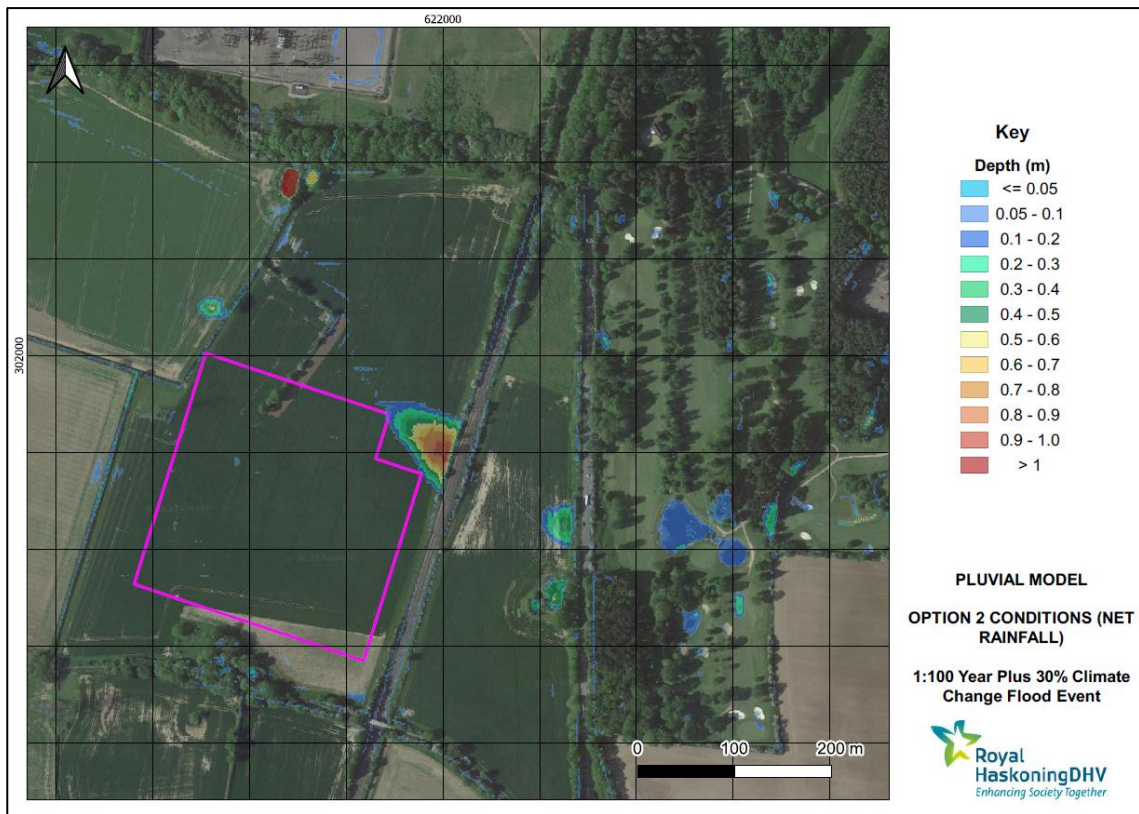 622000
302000
Key
Depth (m)
<= 0.05
0.05 - 0.1
0.1 - 0.2
0.2 - 0.3
0.3 - 0.4
0.4 - 0.5
0.5 - 0.6
0.6 - 0.7
0.7 - 0.8
0.8 - 0.9
0.9 - 1.0
> 1
PLUVIAL MODEL
OPTION 2 CONDITIONS (NET
RAINFALL)
1:100 Year Plus 30% Climate
Change Flood Event
0 100 200 m
Royal
HaskoningDHV
Enhancing Society Together